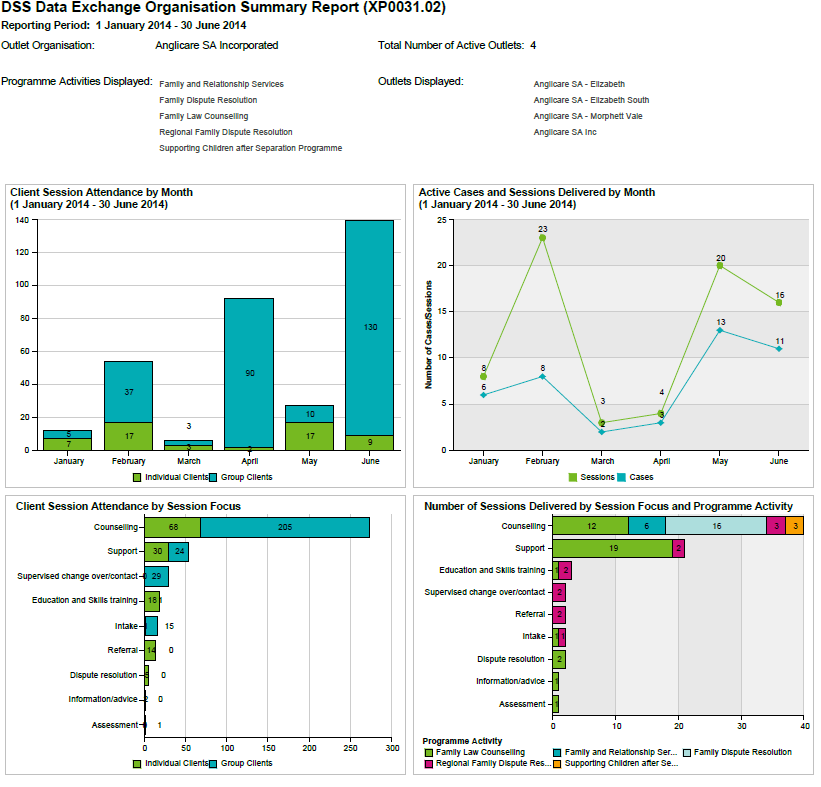 DSS Data Exchange Organisation Summary Report (XP0031.02)
Reporting Period: 1 January 2014 - 30 June 2014
Outlet Organisation: Anglicare SA Incorporated Total Number of Active Outlets: 4
Programme Activities Displayed: Family and Relationship Services Outlets Displayed: Anglicare SA - Elizabeth
Family Dispute Resolution Anglicare SA - Elizabeth South
Family Law Counselling Anglicare SA - Morphett Vale
Regional Family Dispute Resolution Anglicare SA Inc
Supporting Children after Separation Programme
Client Session Attendance by Month
(1 January 2014 - 30 June 2014)
140
120
100
80
60
40
20
0
5
7
37
17
3
3
90
2
10
17
130
9
January February March April May June
Individual Clients Group Clients
Active Cases and Sessions Delivered by Month
(1 January 2014 - 30 June 2014)
Number of Cases/Sessions
25
20
15
10
5
0
8
6
23
8
3
2
4
3
20
13
16
11
January February March April May June
Sessions Cases
Client Session Attendance by Session Focus
Counselling 68 205
Support 30 24
Supervised change over/contact 0 29
Education and Skills training 18 1
Intake 15
Referral 14 0
Dispute resolution 0
Information/advice 2 0
Assessment 0 1
0 50 100 150 200 250 300
Individual Clients Group Clients
Number of Sessions Delivered by Session Focus and Programme Activity
Counselling 12 6 16 3 3
Support 19 2
Education and Skills training 1 2
Supervised change over/contact 2
Referral 2
Intake 1 1
Dispute resolution 2
Information/advice 1
Assessment 1
0 10 20 30 40
Programme Activity
Family Law Counselling Family and Relationship Ser... Family Dispute Resolution
Regional Family Dispute Res... Supporting Children after Se...